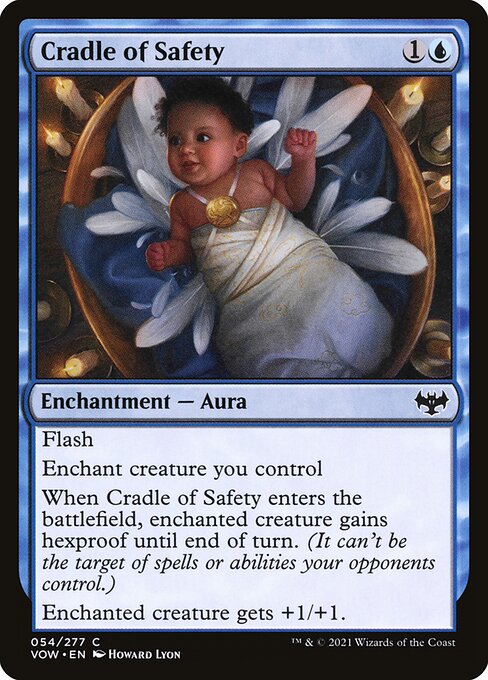 Cradle of Safety 1
Enchantment — Aura
Flash
Enchant creature you control
When Cradle of Safety enters the
battlefield, enchanted creature gains
hexproof until end of turn. (It can't be
the target of spells or abilities your opponents
control.)
Enchanted creature gets +1/+1.
054/277 C
VOW • EN Howard Lyon
™ & © 2021 Wizards of the Coast